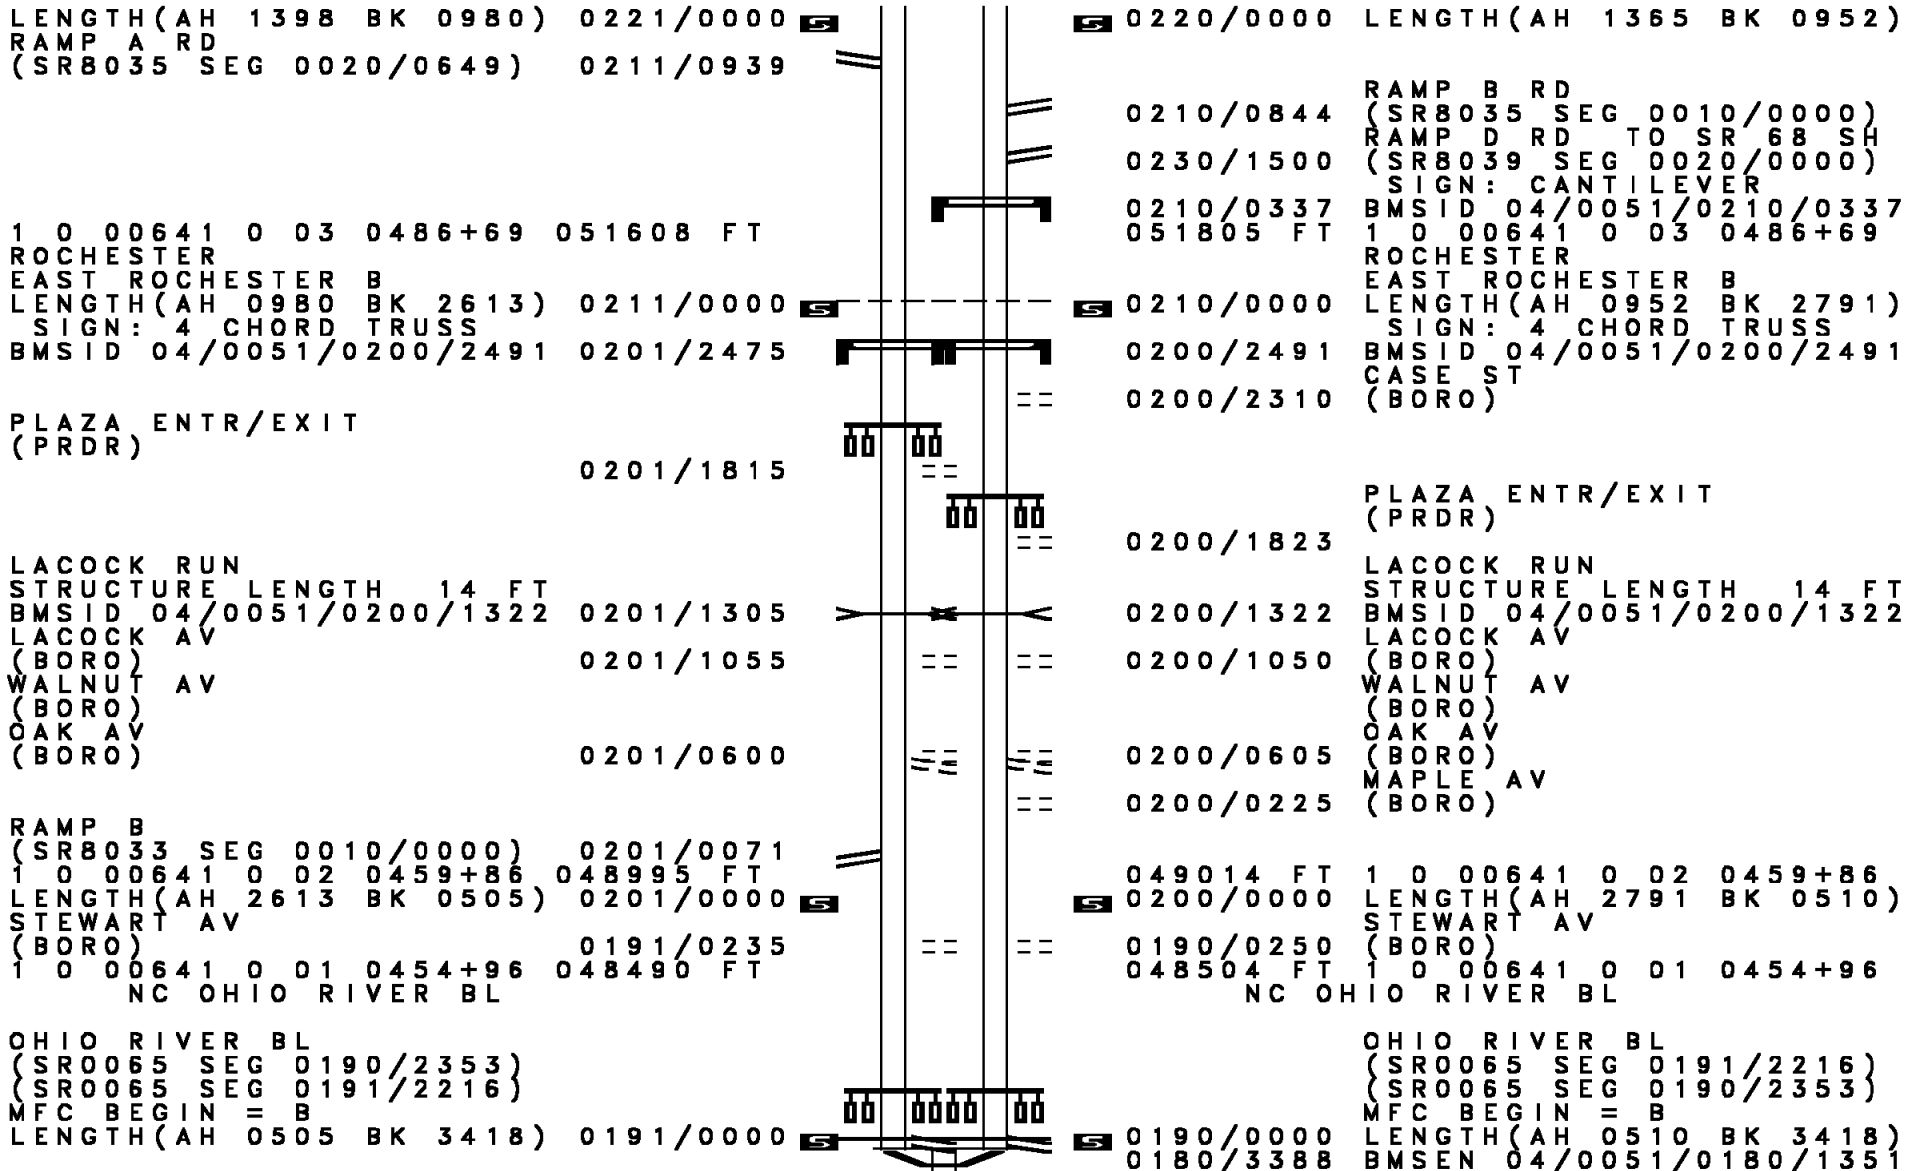 LENGTH(AH 1398 BK 0980) 0221/0000 S S 0220/0000 LENGTH(AH 1365 BK 0952)
RAMP A RD
(SR8035 SEG 0020/0649) 0211/0939
RAMP B RD
0210/0844 (SR8035 SEG 0010/0000)
RAMP D RD TO SR 68 SH
0230/1500 (SR8039 SEG 0020/0000)
SIGN: CANTILEVER
0210/0337 BMSID 04/0051/0210/0337
1 0 00641 0 03 0486+69 051608 FT 051805 FT 1 0 00641 0 03 0486+69
ROCHESTER ROCHESTER
EAST ROCHESTER B EAST ROCHESTER B
LENGTH(AH 0980 BK 2613) 0211/0000 S S 0210/0000 LENGTH(AH 0952 BK 2791)
SIGN: 4 CHORD TRUSS SIGN: 4 CHORD TRUSS
BMSID 04/0051/0200/2491 0201/2475 0200/2491 BMSID 04/0051/0200/2491
CASE ST
0200/2310 (BORO)
PLAZA ENTR/EXIT
(PRDR)
0201/1815
PLAZA ENTR/EXIT
(PRDR)
0200/1823
LACOCK RUN LACOCK RUN
STRUCTURE LENGTH 14 FT STRUCTURE LENGTH 14 FT
BMSID 04/0051/0200/1322 0201/1305 0200/1322 BMSID 04/0051/0200/1322
LACOCK AV LACOCK AV
(BORO) 0201/1055 0200/1050 (BORO)
WALNUT AV WALNUT AV
(BORO) (BORO)
OAK AV OAK AV
(BORO) 0201/0600 0200/0605 (BORO)
MAPLE AV
0200/0225 (BORO)
RAMP B
(SR8033 SEG 0010/0000) 0201/0071
1 0 00641 0 02 0459+86 048995 FT 049014 FT 1 0 00641 0 02 0459+86
LENGTH(AH 2613 BK 0505) 0201/0000 S S 0200/0000 LENGTH(AH 2791 BK 0510)
STEWART AV STEWART AV
(BORO) 0191/0235 0190/0250 (BORO)
1 0 00641 0 01 0454+96 048490 FT 048504 FT 1 0 00641 0 01 0454+96
NC OHIO RIVER BL NC OHIO RIVER BL
OHIO RIVER BL OHIO RIVER BL
(SR0065 SEG 0190/2353) (SR0065 SEG 0191/2216)
(SR0065 SEG 0191/2216) (SR0065 SEG 0190/2353)
MFC BEGIN = B MFC BEGIN = B
LENGTH(AH 0505 BK 3418) 0191/0000 S S 0190/0000 LENGTH(AH 0510 BK 3418)
0180/3388 BMSEN 04/0051/0180/1351